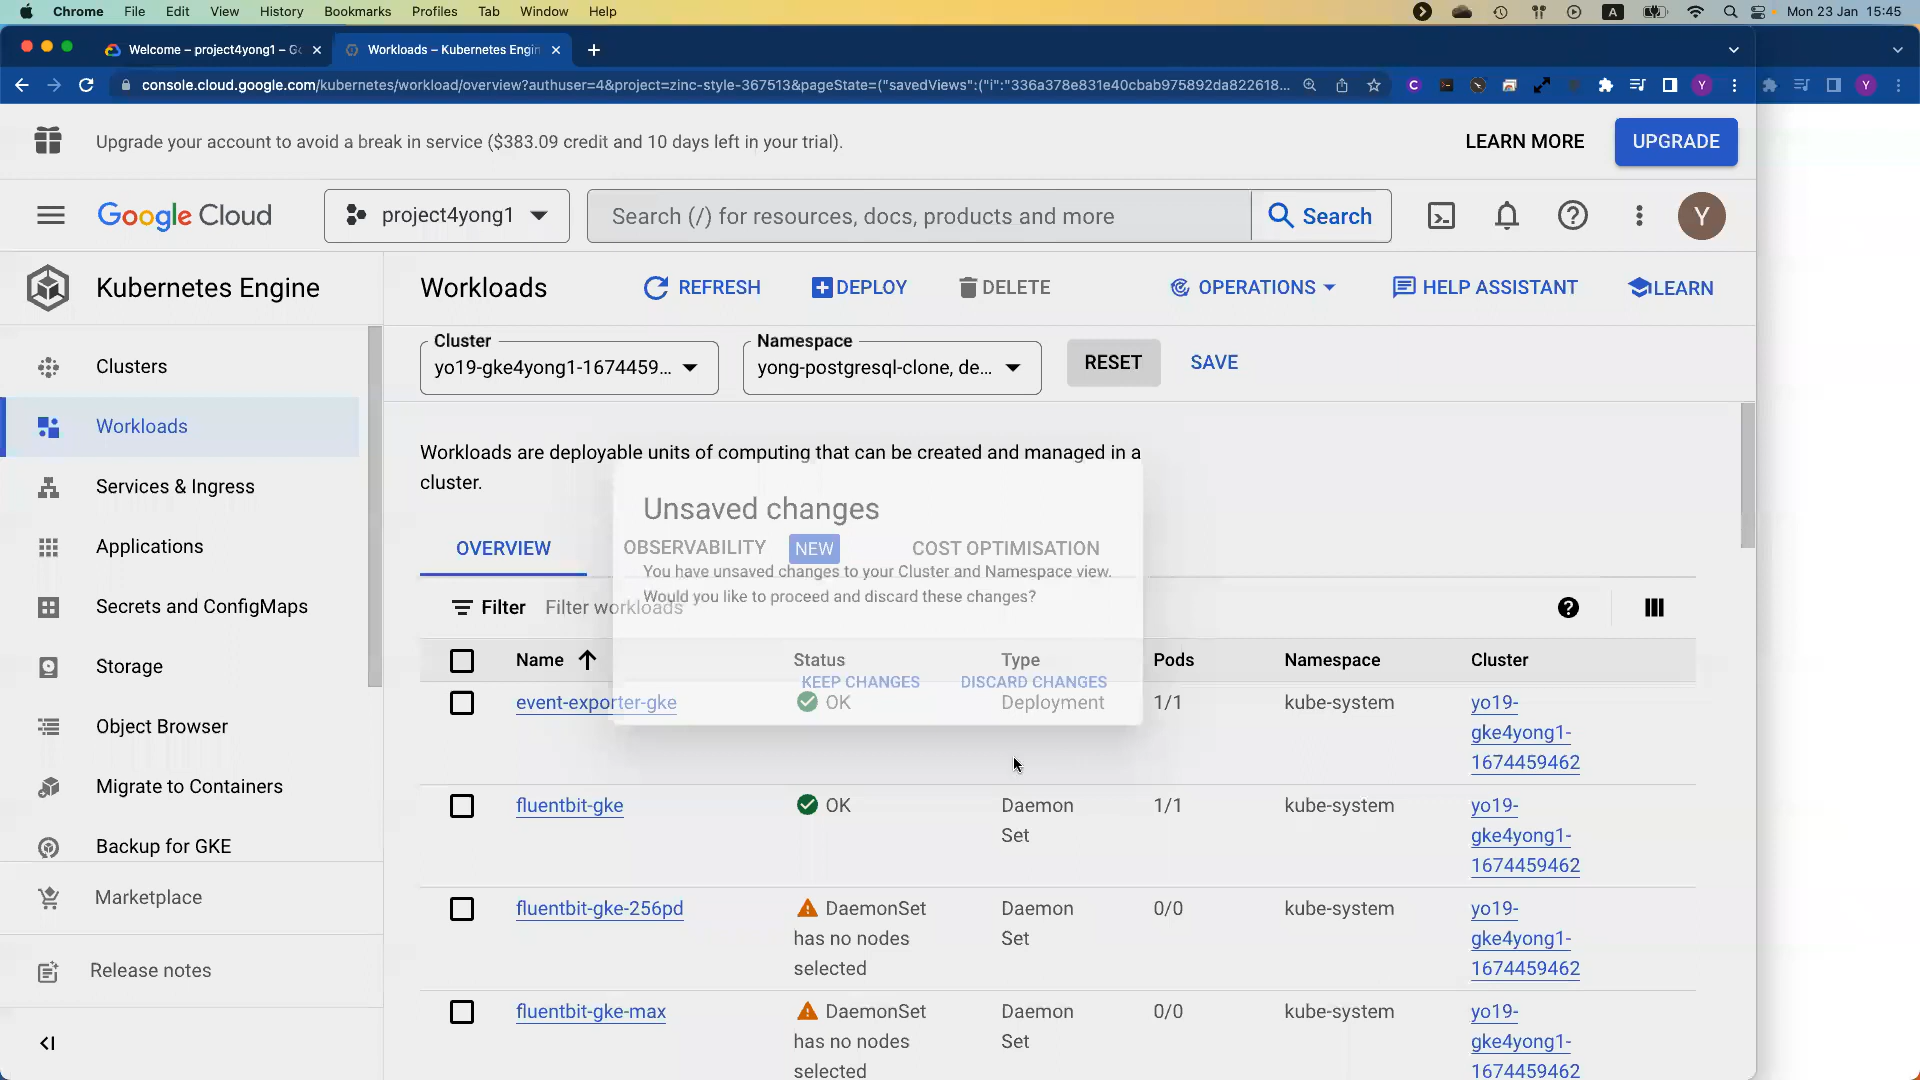 Chrome File Edit View History Bookmarks Profiles Tab Window Help A Mon 23 Jan 15:45
Welcome – project4yong1 – Go Workloads – Kubernetes Engin
console.cloud.google.com/kubernetes/workload/overview?authuser=4&project=zinc-style-367513&pageState=("savedViews":("i":"336a378e831e40cbab975892da822618... C Y Y
Upgrade your account to avoid a break in service ($383.09 credit and 10 days left in your trial). LEARN MORE UPGRADE
Google Cloud project4yong1 Search (/) for resources, docs, products and more Search Y
Kubernetes Engine
Clusters
Workloads
Services & Ingress
Applications
Secrets and ConfigMaps
Storage
Object Browser
Migrate to Containers
Backup for GKE
Marketplace
Release notes
Workloads REFRESH DEPLOY DELETE OPERATIONS HELP ASSISTANT LEARN
Cluster Namespace
yo19-gke4yong1-1674459... yong-postgresql-clone, de... RESET SAVE
Workloads are deployable units of computing that can be created and managed in a
cluster.
Unsaved changes
OVERVIEW OBSERVABILITY NEW COST OPTIMISATION
You have unsaved changes to your Cluster and Namespace view.
Would you like to proceed and discard these changes?
Filter Filter workloads
Name Status Type Pods Namespace Cluster
KEEP CHANGES DISCARD CHANGES
event-exporter-gke OK Deployment 1/1 kube-system yo19-
gke4yong1-
1674459462
fluentbit-gke OK Daemon 1/1 kube-system yo19-
Set gke4yong1-
1674459462
fluentbit-gke-256pd DaemonSet Daemon 0/0 kube-system yo19-
has no nodes Set gke4yong1-
selected 1674459462
fluentbit-gke-max DaemonSet Daemon 0/0 kube-system yo19-
has no nodes Set gke4yong1-
selected 1674459462